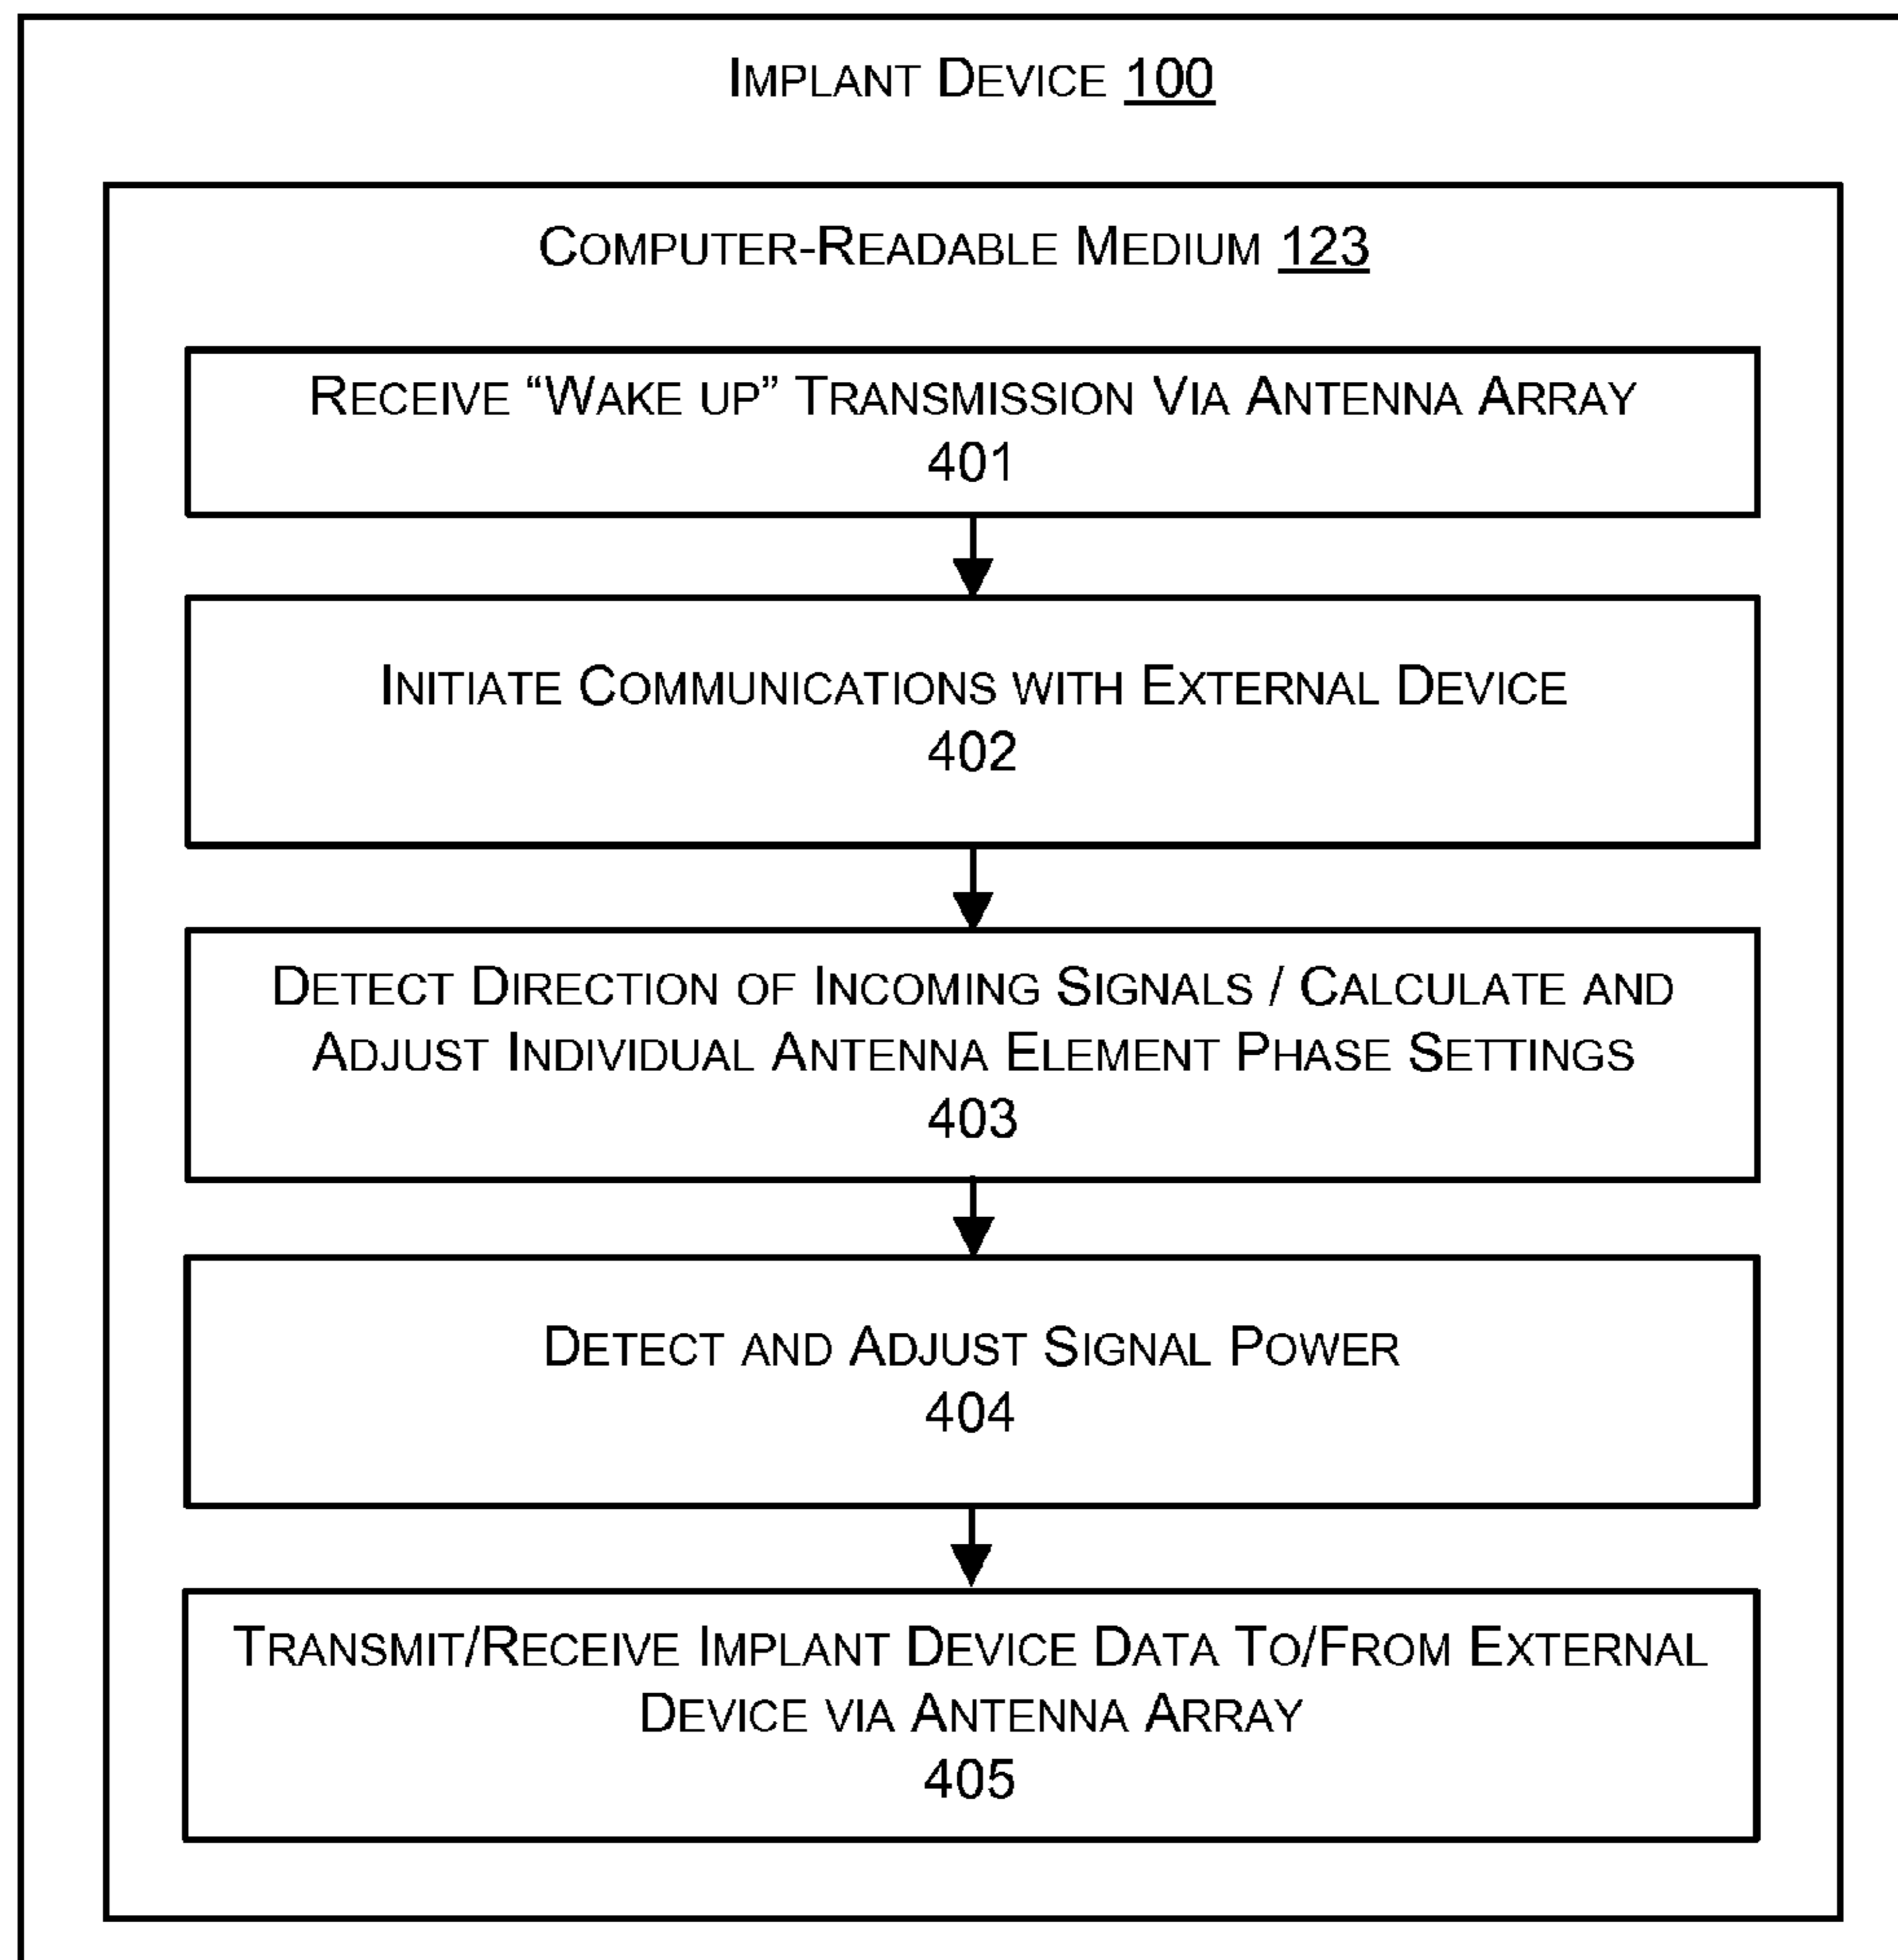 IMPLANT DEVICE 100
COMPUTER-READABLE MEDIUM 123
RECEIVE “WAKE UP” TRANSMISSION VIA ANTENNA ARRAY
401
INITIATE COMMUNICATIONS WITH EXTERNAL DEVICE
402
DETECT DIRECTION OF INCOMING SIGNALS / CALCULATE AND
ADJUST INDIVIDUAL ANTENNA ELEMENT PHASE SETTINGS
403
DETECT AND ADJUST SIGNAL POWER
404
TRANSMIT/RECEIVE IMPLANT DEVICE DATA TO/FROM EXTERNAL
DEVICE VIA ANTENNA ARRAY
405